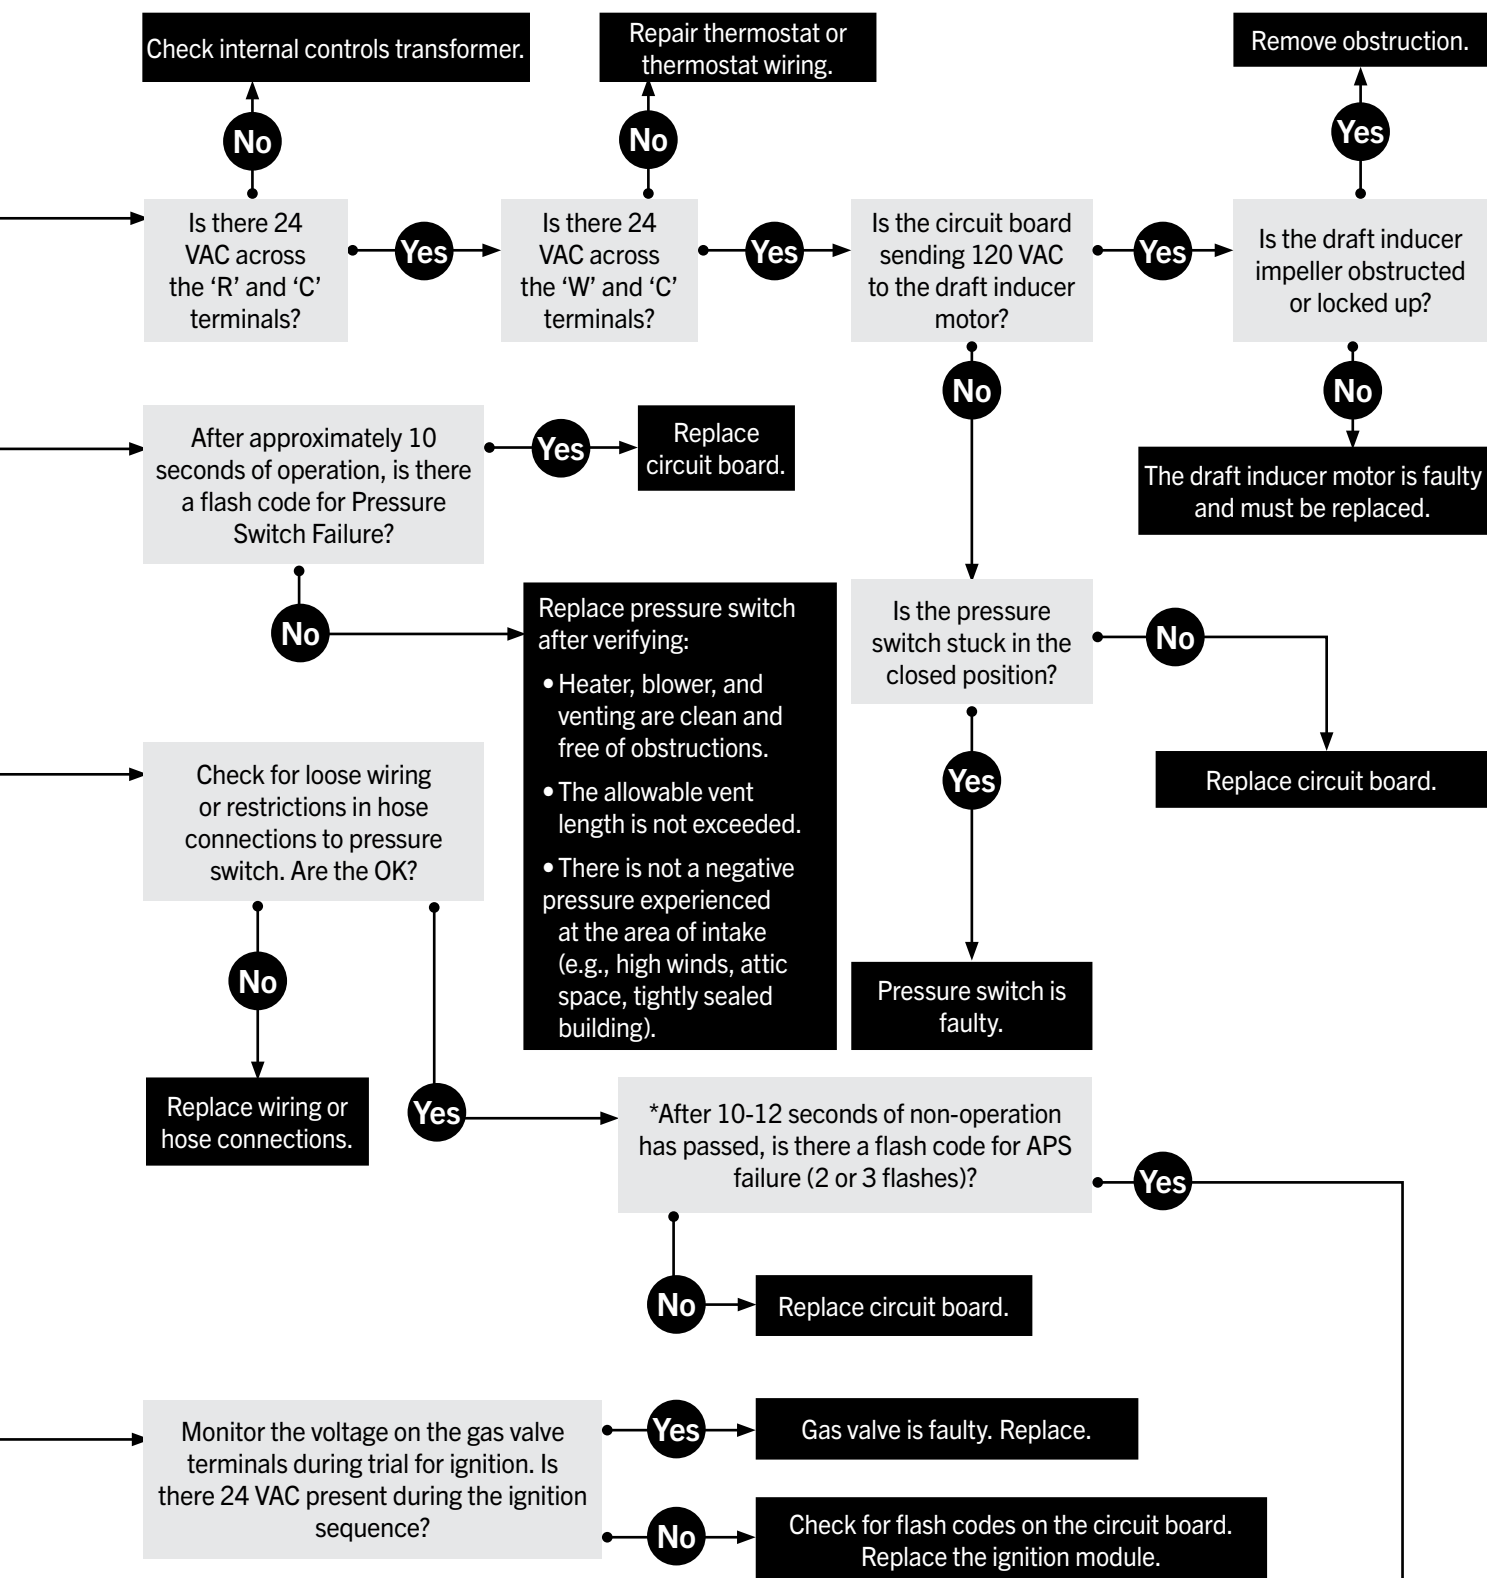 Check internal controls transformer.
Repair thermostat or
thermostat wiring.
Remove obstruction.
No
No
Yes
Is there 24
VAC across
the ‘R’ and ‘C’
terminals?
Yes
Is there 24
VAC across
the ‘W’ and ‘C’
terminals?
Yes
Is the circuit board
sending 120 VAC
to the draft inducer
motor?
Yes
Is the draft inducer
impeller obstructed
or locked up?
No
No
After approximately 10
seconds of operation, is there
a flash code for Pressure
Switch Failure?
Yes
Replace
circuit board.
The draft inducer motor is faulty
and must be replaced.
No
Replace pressure switch
after verifying:
• Heater, blower, and
venting are clean and
free of obstructions.
• The allowable vent
length is not exceeded.
• There is not a negative
pressure experienced
at the area of intake
(e.g., high winds, attic
space, tightly sealed
building).
Is the pressure
switch stuck in the
closed position?
No
Replace circuit board.
Yes
Pressure switch is
faulty.
Check for loose wiring
or restrictions in hose
connections to pressure
switch. Are the OK?
No
Replace wiring or
hose connections.
Yes
*After 10-12 seconds of non-operation
has passed, is there a flash code for APS
failure (2 or 3 flashes)?
Yes
No
Replace circuit board.
Monitor the voltage on the gas valve
terminals during trial for ignition. Is
there 24 VAC present during the ignition
sequence?
Yes
Gas valve is faulty. Replace.
No
Check for flash codes on the circuit board.
Replace the ignition module.